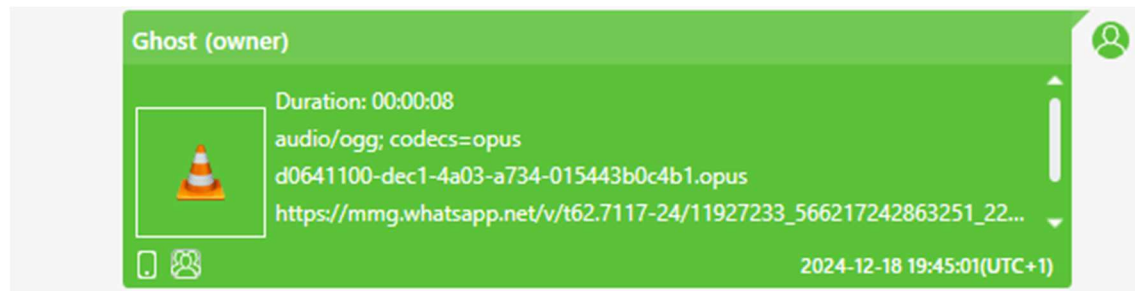 Ghost (owner)
Duration: 00:00:08
audio/ogg; codecs=opus
d0641100-dec1-4a03-a734-015443b0c4b1.opus
https://mmg.whatsapp.net/v/t62.7117-24/11927233_566217242863251_22...
2024-12-18 19:45:01(UTC+1)